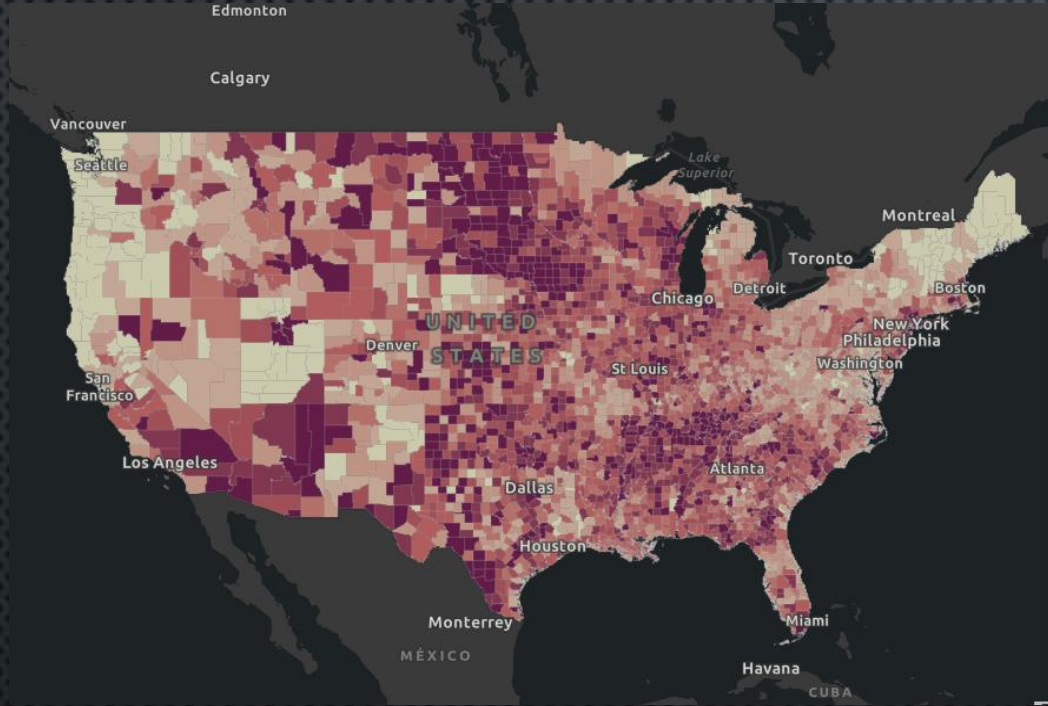 Edmonton
Calgary
Vancouver
Seattle
Lake
Superior
Montreal
Toronto
Boston
Detroit
Chicago
New York
UNITED
Philadelphia
Denver
STATES
Washington
St Louis
San
Francisco
Los Angeles
Atlanta
Dallas
Houston
Monterrey
Miami
MÉXICO
Havana
CUBA